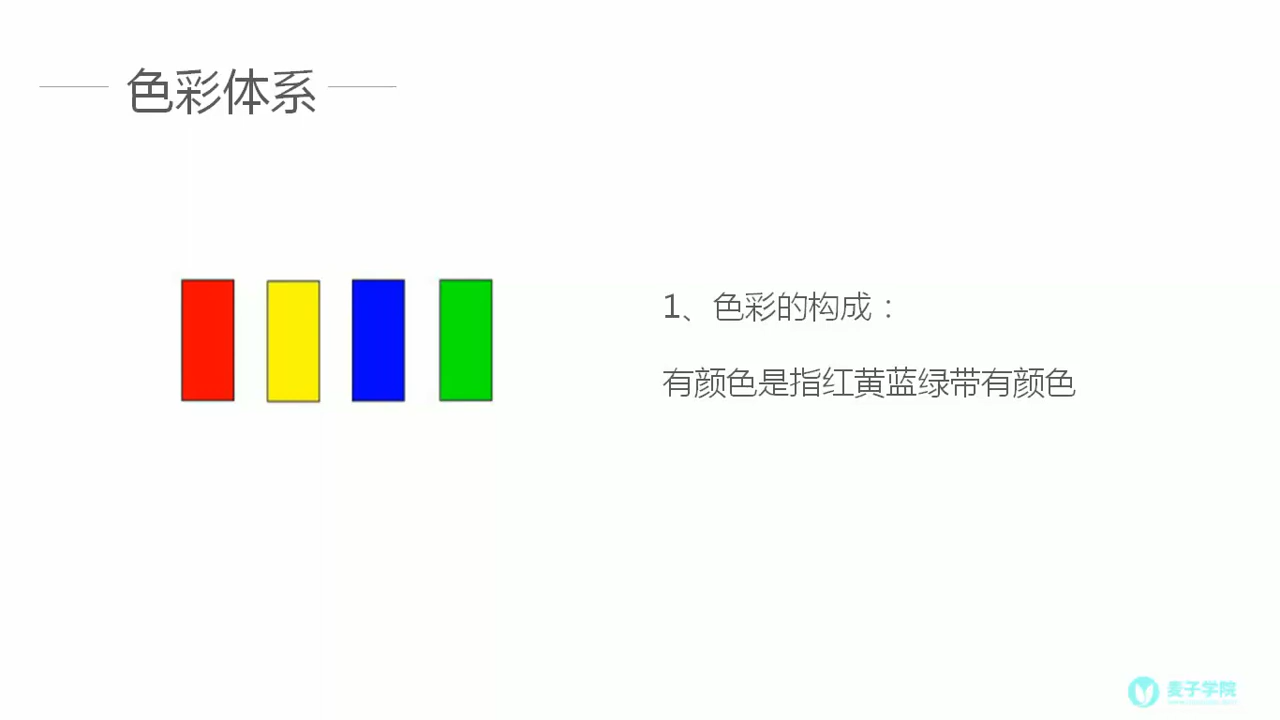 色彩体系
1、色彩的构成：
有颜色是指红黄蓝绿带有颜色
麦子学院